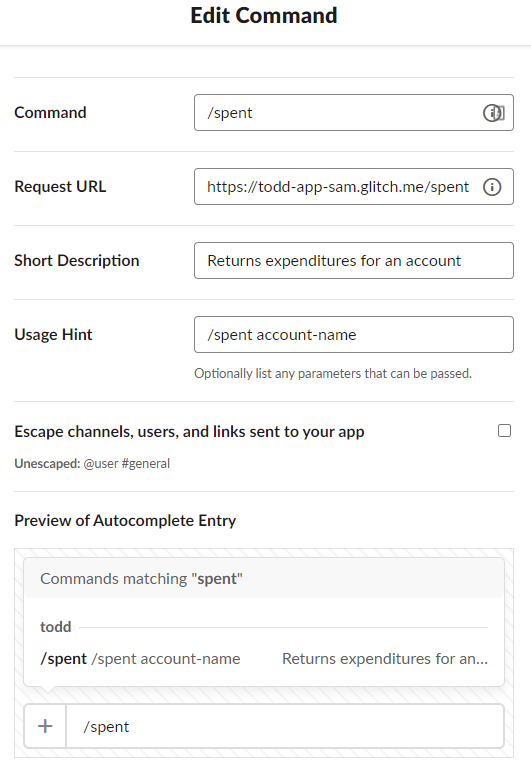 Edit Command
Command
/spent
Request URL
https://todd-app-sam.glitch.me/spent
Short Description
Returns expenditures for an account
Usage Hint
/spent account-name
Optionally list any parameters that can be passed.
Escape channels, users, and links sent to your app
Unescaped: @user #general
Preview of Autocomplete Entry
Commands matching "spent"
todd
/spent /spent account-name Returns expenditures for an...
/spent